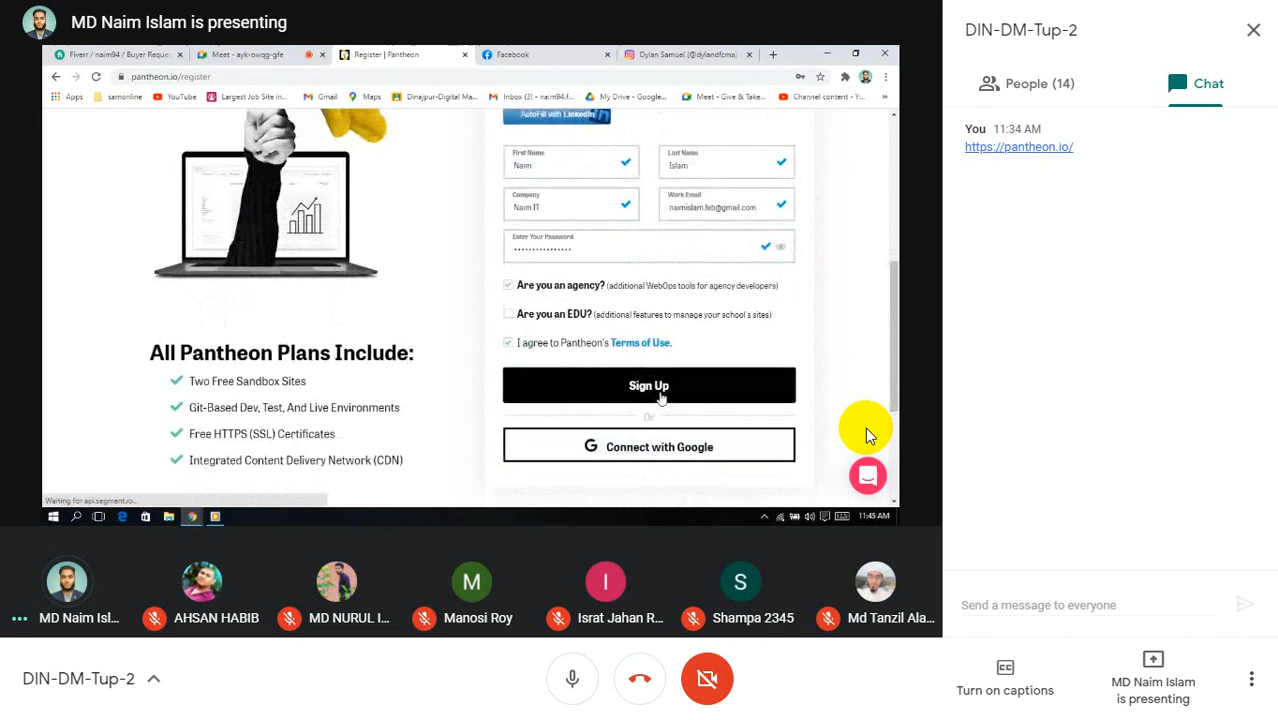 MD Naim Islam is presenting
Fiverr / naim94 / Buyer Reque
Meet - ayk-owqg-gfe
Register | Pantheon
Facebook
Dylan Samuel (@dylandfcma)
pantheon.io/register
Apps
samonline
YouTube
Largest Job Site in...
Gmail
Maps
Dinajpur-Digital Ma...
Inbox (3) - naim94.f...
My Drive - Google...
Meet - Give & Take...
Channel content - Y...
AutoFill with LinkedIn
First Name
Naim
Last Name
Islam
Company
Naim IT
Work Email
naimislam.feb@gmail.com
Enter Your Password
Are you an agency? (additional WebOps tools for agency developers)
Are you an EDU? (additional features to manage your school's sites)
I agree to Pantheon's Terms of Use.
Sign Up
Or
Connect with Google
All Pantheon Plans Include:
Two Free Sandbox Sites
Git-Based Dev, Test, And Live Environments
Free HTTPS (SSL) Certificates
Integrated Content Delivery Network (CDN)
Waiting for api.segment.io...
11:45 AM
MD Naim Isl...
AHSAN HABIB
MD NURUL I...
M
Manosi Roy
I
Israt Jahan R...
S
Shampa 2345
Md Tanzil Ala...
DIN-DM-Tup-2
People (14)
Chat
You 11:34 AM
https://pantheon.io/
Send a message to everyone
DIN-DM-Tup-2
CC
Turn on captions
MD Naim Islam
is presenting